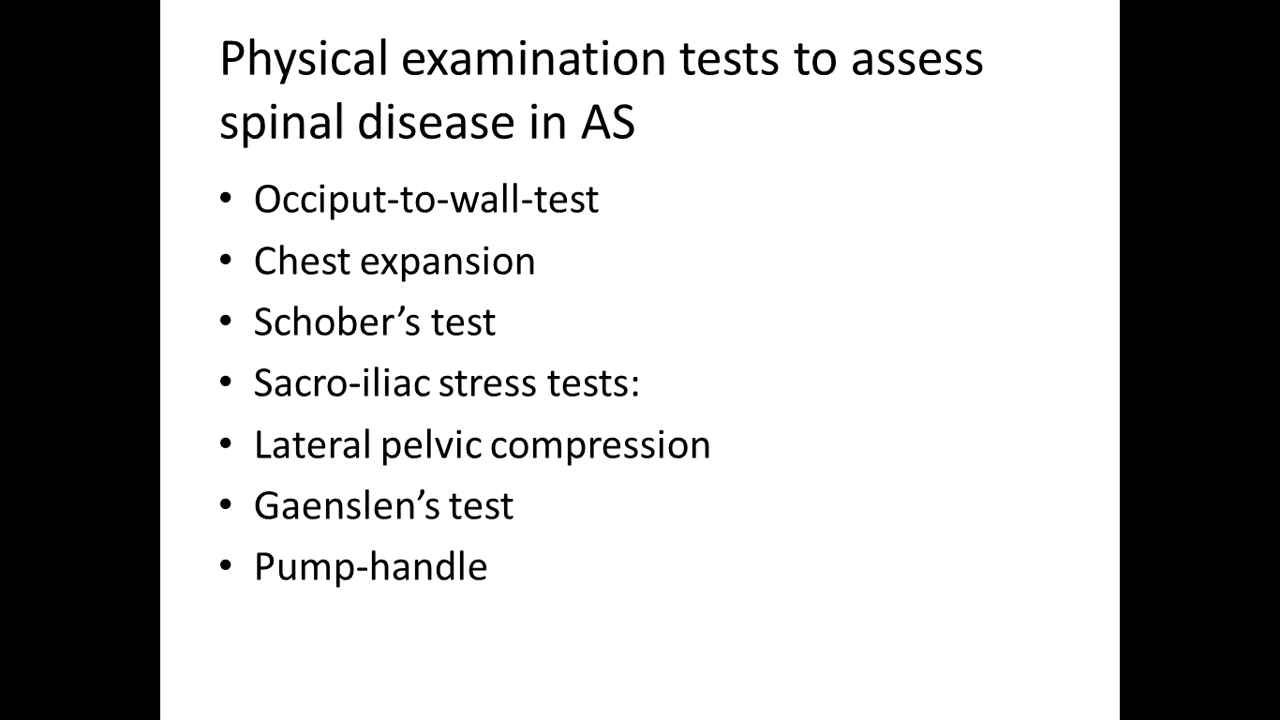 Physical examination tests to assess
spinal disease in AS
• Occiput-to-wall-test
• Chest expansion
• Schober’s test
• Sacro-iliac stress tests:
• Lateral pelvic compression
• Gaenslen’s test
• Pump-handle